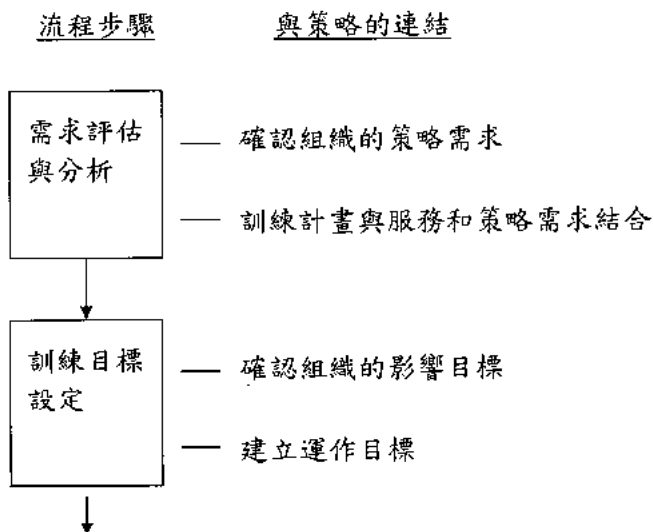 流程步驟
與策略的連結
需求評估
與分析
確認組織的策略需求
訓練計畫與服務和策略需求結合
訓練目標
設定
確認組織的影響目標
建立運作目標